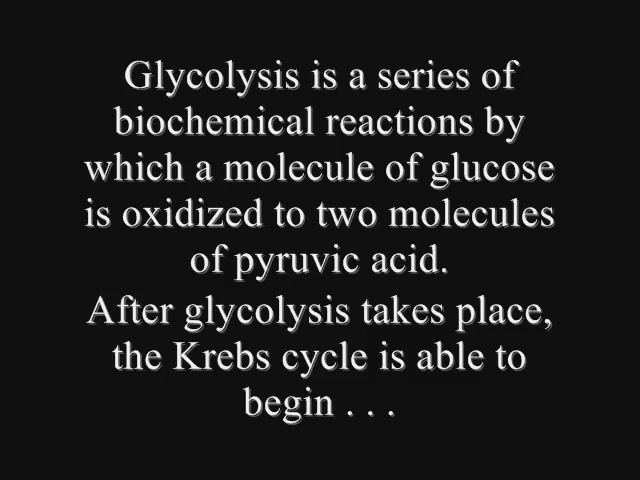 Glycolysis is a series of
biochemical reactions by
which a molecule of glucose
is oxidized to two molecules
of pyruvic acid.
After glycolysis takes place,
the Krebs cycle is able to
begin . . .